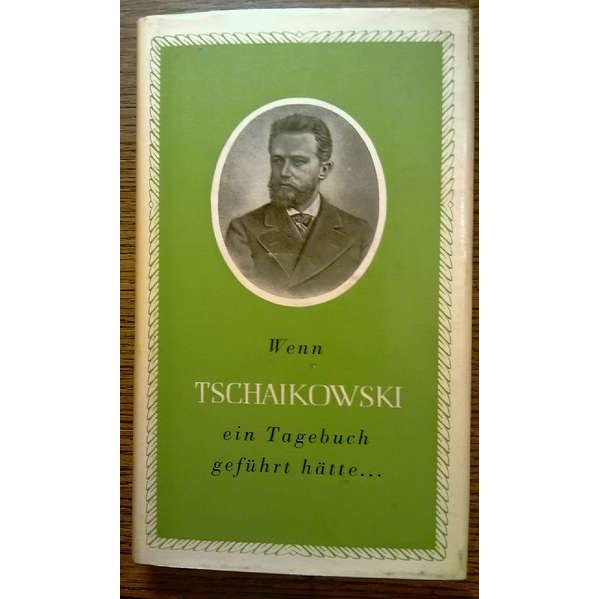 Wenn
TSCHAIKOWSKI
ein Tagebuch
geführt hätte...